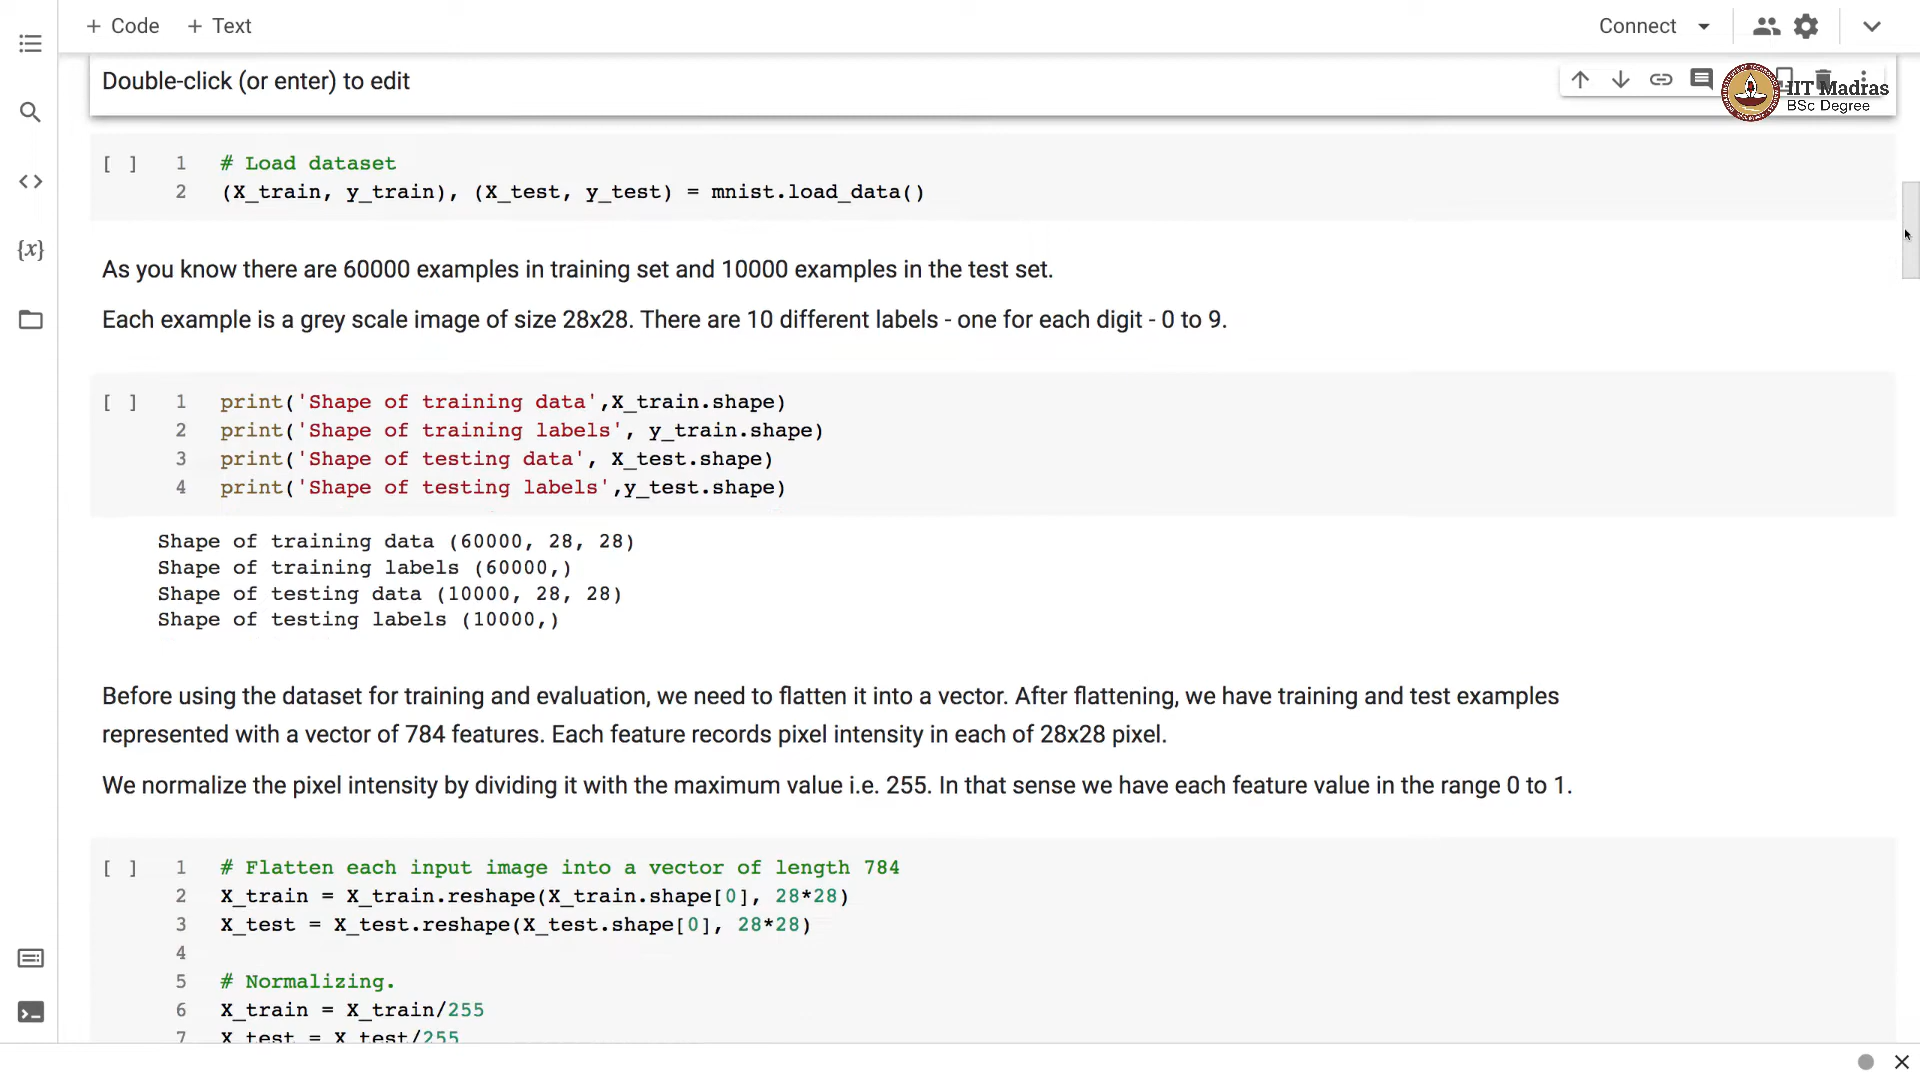 + Code + Text Connect
Double-click (or enter) to edit
IIT Madras
BSc Degree
[ ] 1 # Load dataset
2 (X_train, y_train), (X_test, y_test) = mnist.load_data()
{x}
As you know there are 60000 examples in training set and 10000 examples in the test set.
Each example is a grey scale image of size 28x28. There are 10 different labels - one for each digit - 0 to 9.
[ ] 1 print('Shape of training data',X_train.shape)
2 print('Shape of training labels', y_train.shape)
3 print('Shape of testing data', X_test.shape)
4 print('Shape of testing labels',y_test.shape)
Shape of training data (60000, 28, 28)
Shape of training labels (60000,)
Shape of testing data (10000, 28, 28)
Shape of testing labels (10000,)
Before using the dataset for training and evaluation, we need to flatten it into a vector. After flattening, we have training and test examples
represented with a vector of 784 features. Each feature records pixel intensity in each of 28x28 pixel.
We normalize the pixel intensity by dividing it with the maximum value i.e. 255. In that sense we have each feature value in the range 0 to 1.
[ ] 1 # Flatten each input image into a vector of length 784
2 X_train = X_train.reshape(X_train.shape[0], 28*28)
3 X_test = X_test.reshape(X_test.shape[0], 28*28)
4
5 # Normalizing.
6 X_train = X_train/255
7 X_test = X_test/255